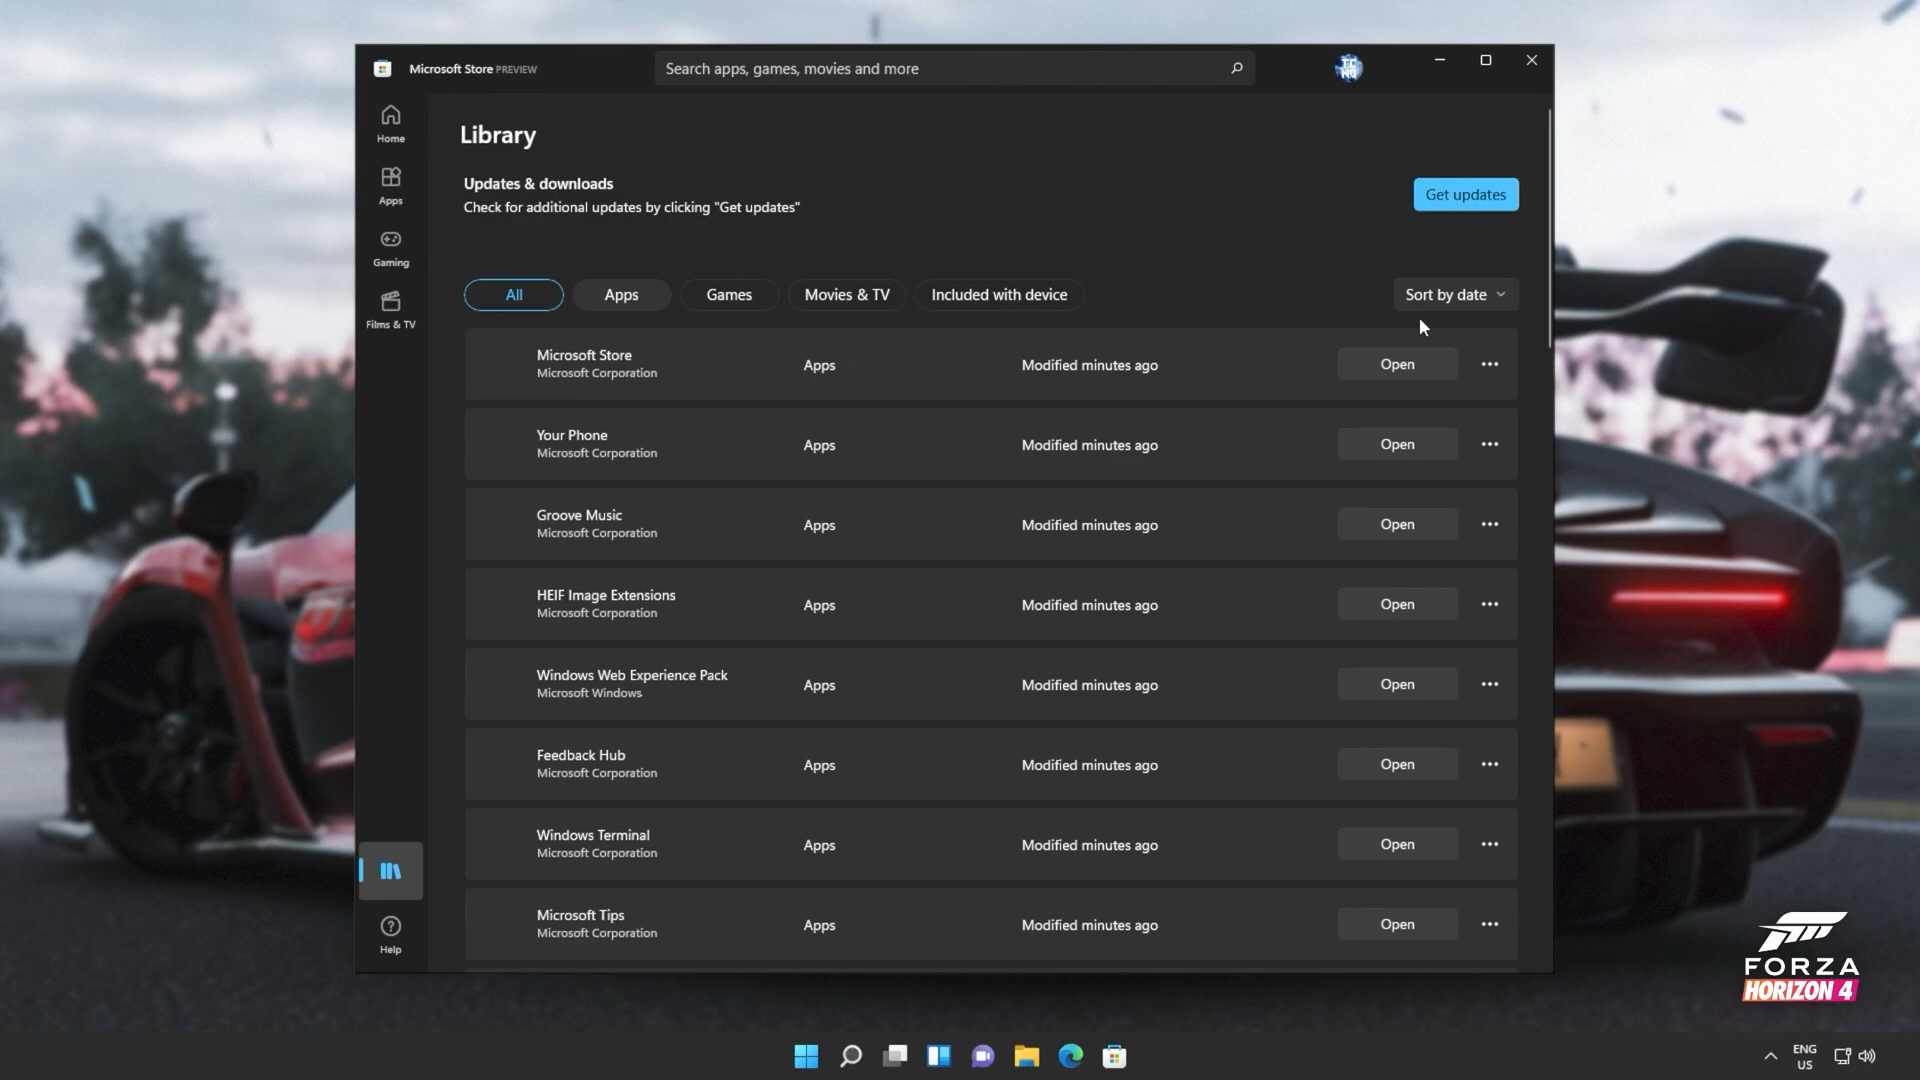 Microsoft Store PREVIEW
Search apps, games, movies and more
TC
NO
Home
Apps
Gaming
Films & TV
Help
Library
Updates & downloads
Check for additional updates by clicking "Get updates"
Get updates
All
Apps
Games
Movies & TV
Included with device
Sort by date
Microsoft Store
Microsoft Corporation
Apps
Modified minutes ago
Open
Your Phone
Microsoft Corporation
Apps
Modified minutes ago
Open
Groove Music
Microsoft Corporation
Apps
Modified minutes ago
Open
HEIF Image Extensions
Microsoft Corporation
Apps
Modified minutes ago
Open
Windows Web Experience Pack
Microsoft Windows
Apps
Modified minutes ago
Open
Feedback Hub
Microsoft Corporation
Apps
Modified minutes ago
Open
Windows Terminal
Microsoft Corporation
Apps
Modified minutes ago
Open
Microsoft Tips
Microsoft Corporation
Apps
Modified minutes ago
Open
FORZA
HORIZON 4
ENG
US